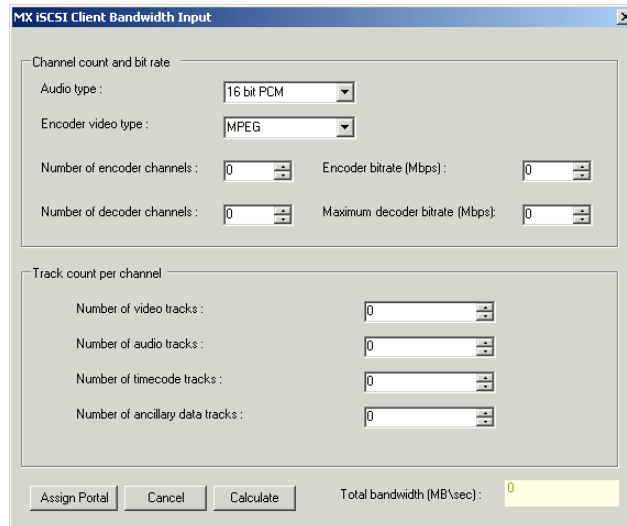 MX iSCSI Client Bandwidth Input
Channel count and bit rate
Audio type :
16 bit PCM
Encoder video type :
MPEG
Number of encoder channels :
0
Encoder bitrate (Mbps) :
0
Number of decoder channels :
0
Maximum decoder bitrate (Mbps):
0
Track count per channel
Number of video tracks :
0
Number of audio tracks :
0
Number of timecode tracks :
0
Number of ancillary data tracks :
0
Assign Portal
Cancel
Calculate
Total bandwidth (MB\sec) :
0